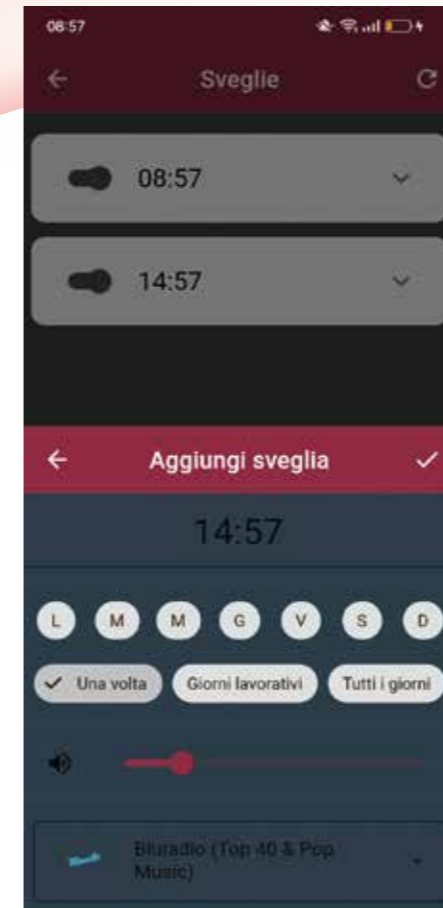 08:57
Sveglie
08:57
14:57
Aggiungi sveglia
14:57
L M M G V S D
Una volta Giorni lavorativi Tutti i giorni
Bluradio (Top 40 & Pop
Music)